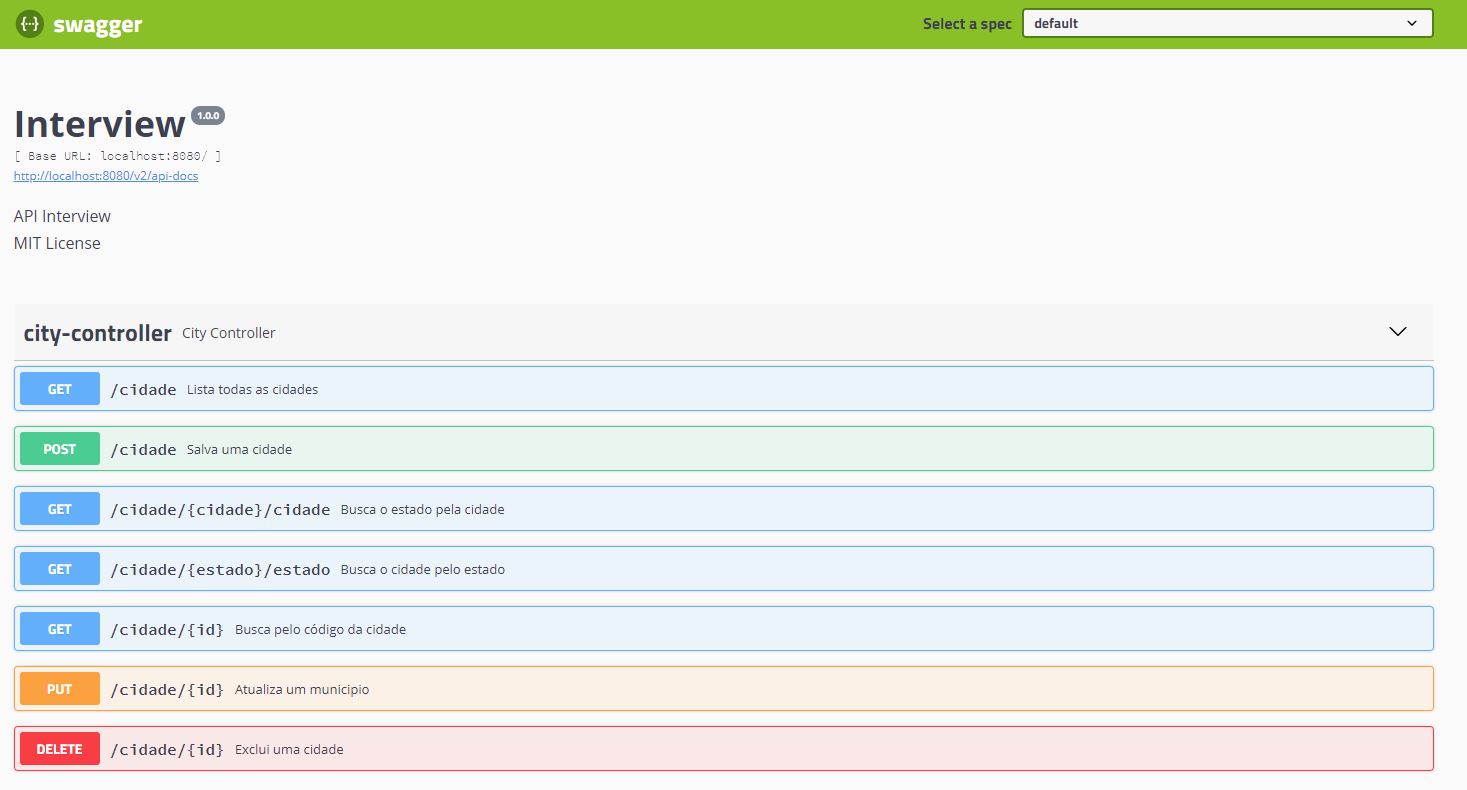 {...} swagger Select a spec default
Interview 1.0.0
[ Base URL: localhost:8080/ ]
http://localhost:8080/v2/api-docs
API Interview
MIT License
city-controller City Controller
GET /cidade Lista todas as cidades
POST /cidade Salva uma cidade
GET /cidade/{cidade}/cidade Busca o estado pela cidade
GET /cidade/{estado}/estado Busca o cidade pelo estado
GET /cidade/{id} Busca pelo código da cidade
PUT /cidade/{id} Atualiza um municipio
DELETE /cidade/{id} Exclui uma cidade